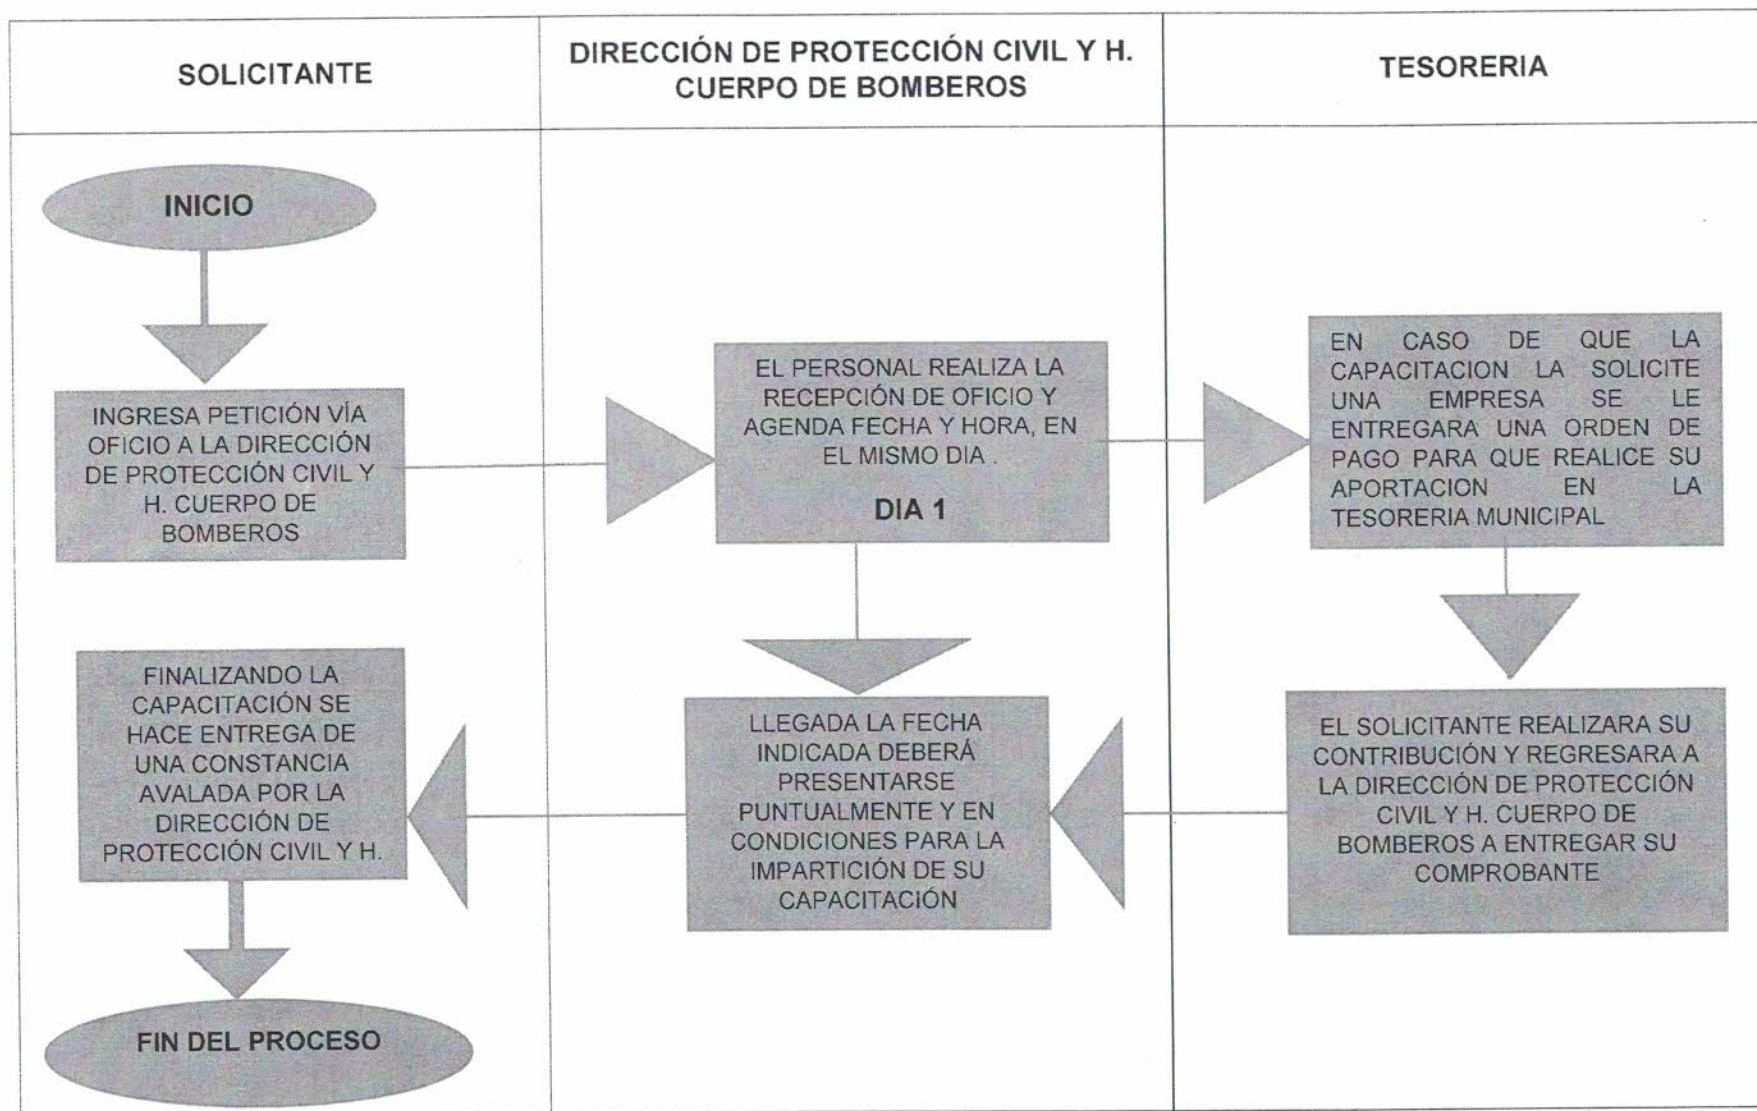 SOLICITANTE
DIRECCIÓN DE PROTECCIÓN CIVIL Y H.
CUERPO DE BOMBEROS
TESORERIA
INICIO
INGRESA PETICIÓN VÍA
OFICIO A LA DIRECCIÓN
DE PROTECCIÓN CIVIL Y
H. CUERPO DE
BOMBEROS
EL PERSONAL REALIZA LA
RECEPCIÓN DE OFICIO Y
AGENDA FECHA Y HORA, EN
EL MISMO DIA .
DIA 1
EN CASO DE QUE LA
CAPACITACION LA SOLICITE
UNA EMPRESA SE LE
ENTREGARA UNA ORDEN DE
PAGO PARA QUE REALICE SU
APORTACION EN LA
TESORERIA MUNICIPAL
EL SOLICITANTE REALIZARA SU
CONTRIBUCIÓN Y REGRESARA A
LA DIRECCIÓN DE PROTECCIÓN
CIVIL Y H. CUERPO DE
BOMBEROS A ENTREGAR SU
COMPROBANTE
LLEGADA LA FECHA
INDICADA DEBERÁ
PRESENTARSE
PUNTUALMENTE Y EN
CONDICIONES PARA LA
IMPARTICIÓN DE SU
CAPACITACIÓN
FINALIZANDO LA
CAPACITACIÓN SE
HACE ENTREGA DE
UNA CONSTANCIA
AVALADA POR LA
DIRECCIÓN DE
PROTECCIÓN CIVIL Y H.
FIN DEL PROCESO